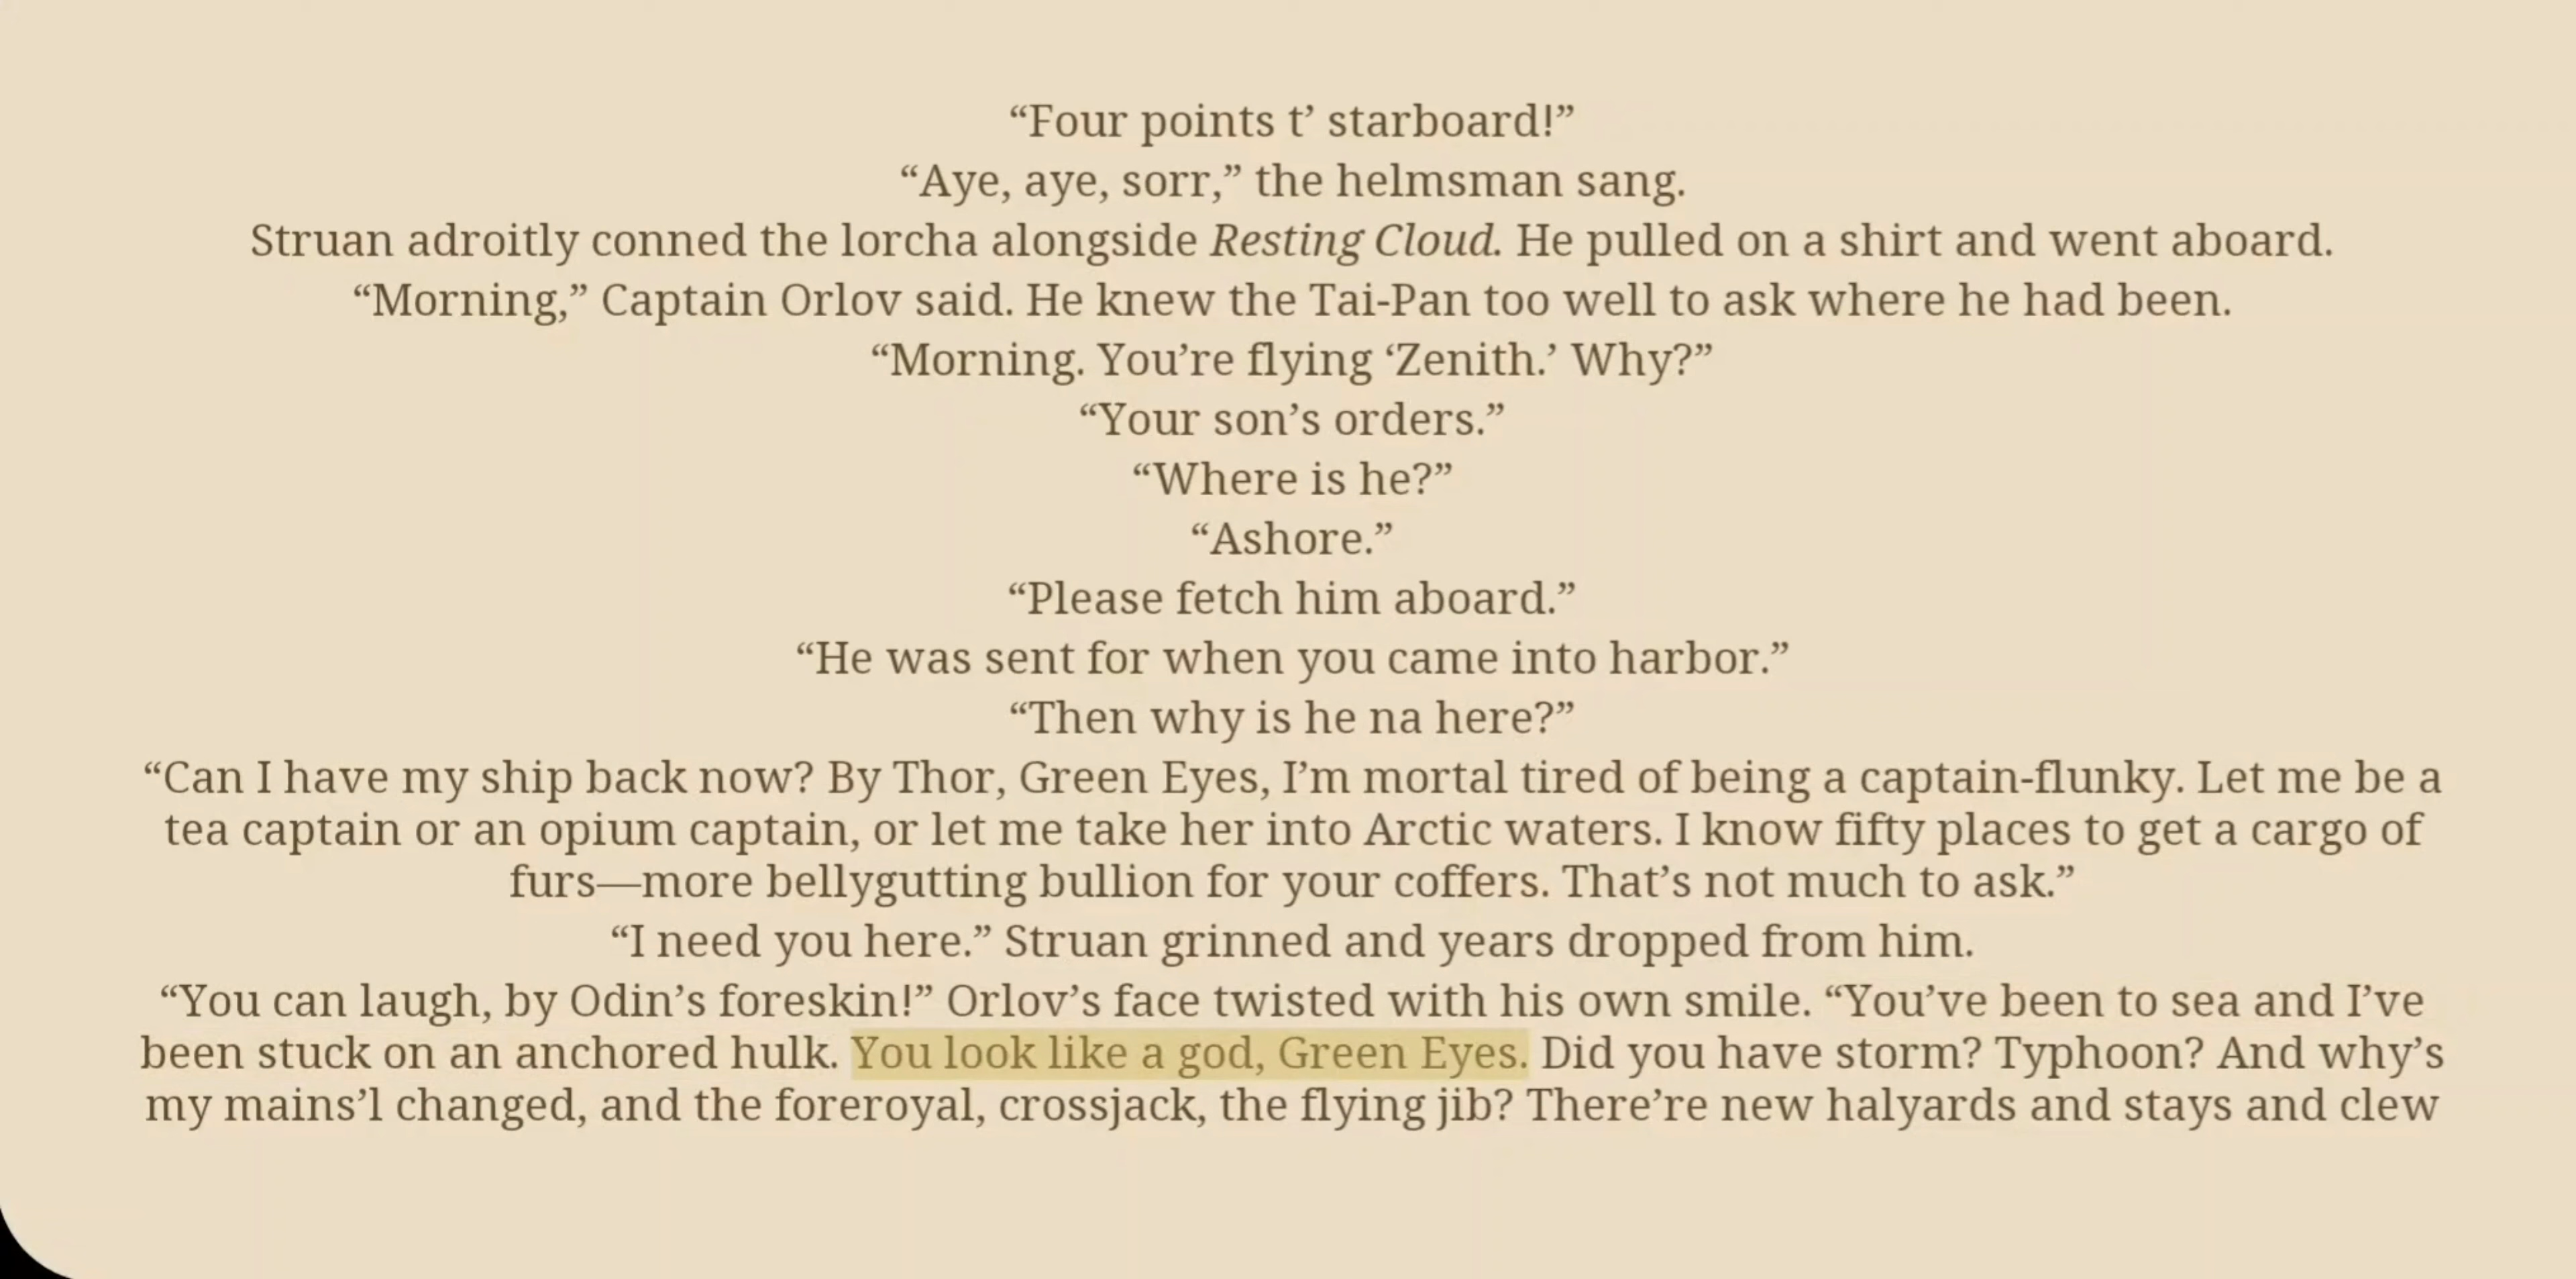 “Four points t’ starboard!”
“Aye, aye, sorr,” the helmsman sang.
Struan adroitly conned the lorcha alongside Resting Cloud. He pulled on a shirt and went aboard.
“Morning,” Captain Orlov said. He knew the Tai-Pan too well to ask where he had been.
“Morning. You’re flying ‘Zenith.’ Why?”
“Your son’s orders.”
“Where is he?”
“Ashore.”
“Please fetch him aboard.”
“He was sent for when you came into harbor.”
“Then why is he na here?”
“Can I have my ship back now? By Thor, Green Eyes, I’m mortal tired of being a captain-flunky. Let me be a
tea captain or an opium captain, or let me take her into Arctic waters. I know fifty places to get a cargo of
furs—more bellygutting bullion for your coffers. That’s not much to ask.”
“I need you here.” Struan grinned and years dropped from him.
“You can laugh, by Odin’s foreskin!” Orlov’s face twisted with his own smile. “You’ve been to sea and I’ve
been stuck on an anchored hulk. You look like a god, Green Eyes. Did you have storm? Typhoon? And why’s
my mains’l changed, and the foreroyal, crossjack, the flying jib? There’re new halyards and stays and clew